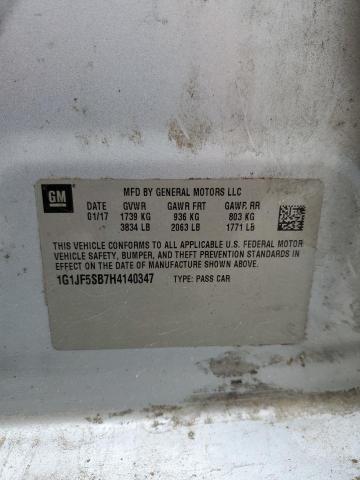 GM
MFD BY GENERAL MOTORS LLC
DATE GVWR GAWR FRT GAWR RR
01/17 1739 KG 936 KG 803 KG
3834 LB 2063 LB 1771 LB
THIS VEHICLE CONFORMS TO ALL APPLICABLE U.S. FEDERAL MOTOR
VEHICLE SAFETY, BUMPER, AND THEFT PREVENTION
STANDARDS IN EFFECT ON THE DATE OF MANUFACTURE SHOWN ABOVE.
1G1JF5SB7H4140347 TYPE: PASS CAR